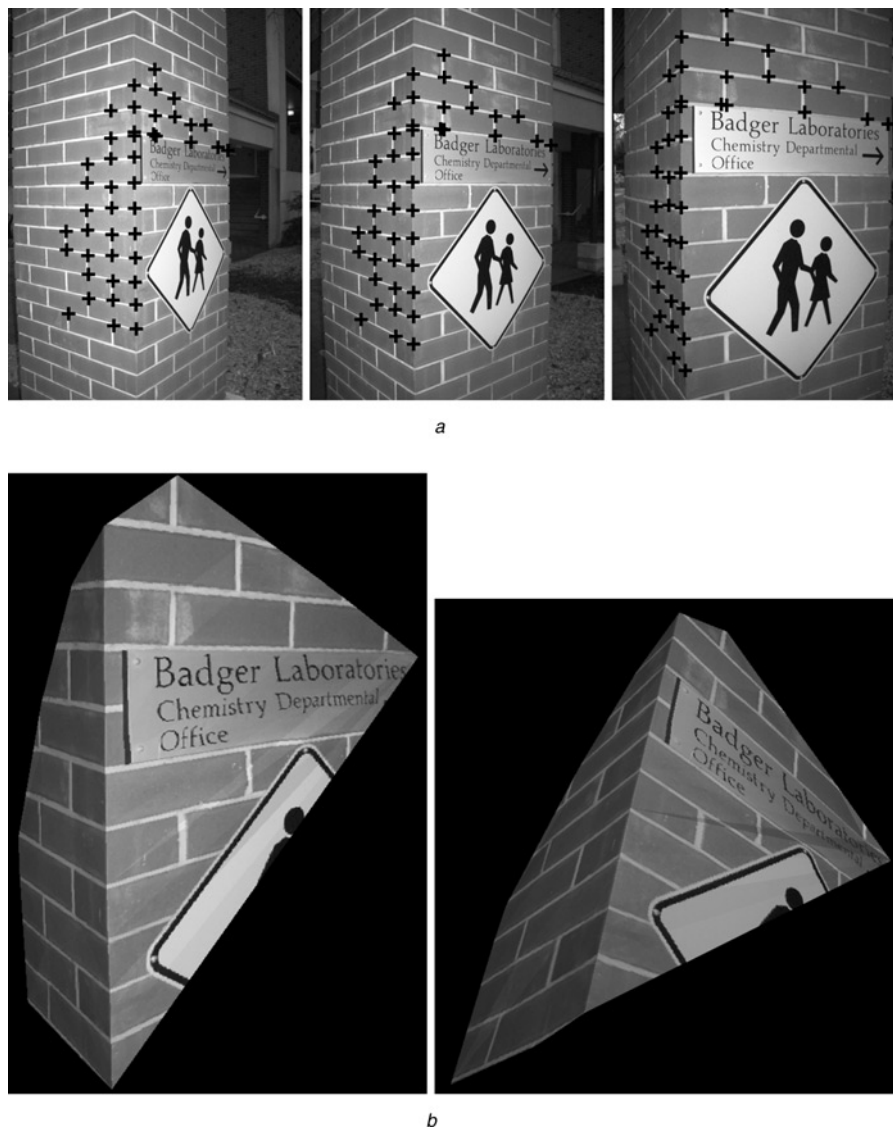 Badger Laboratories
Chemistry Departmental
Office
Badger Laboratories
Chemistry Departmental
Office
Badger Laboratories
Chemistry Departmental
Office
a
Badger Laboratories
Chemistry Departmental
Office
Badger Laboratories
Chemistry Departmental
Office
b